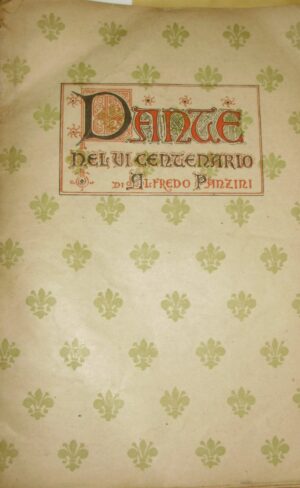 DANTE
NEL VI CENTENARIO
DI ALFREDO PANZINI